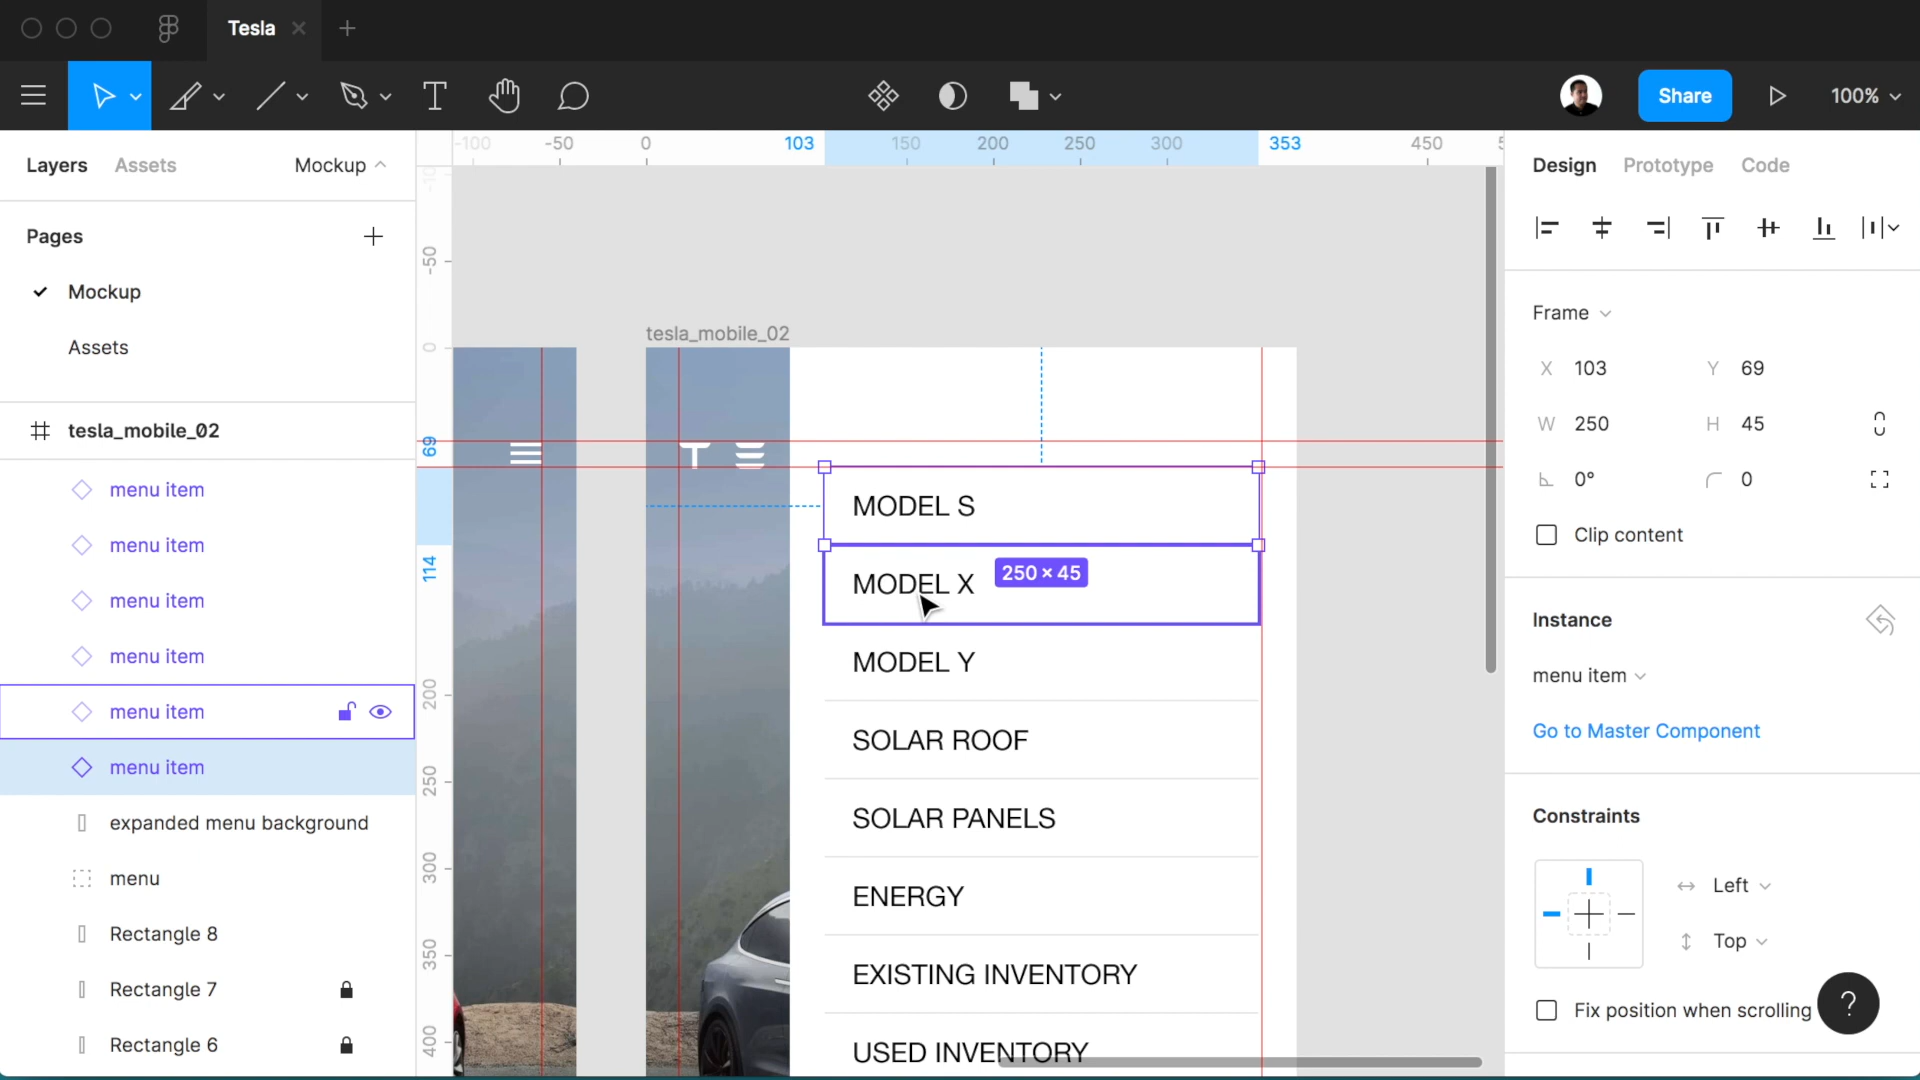 Tesla
Share
100%
Layers
Assets
Mockup
Pages
Mockup
Assets
tesla_mobile_02
menu item
menu item
menu item
menu item
menu item
menu item
expanded menu background
menu
Rectangle 8
Rectangle 7
Rectangle 6
-100
-50
0
103
150
200
250
300
353
450
-50
0
69
114
200
250
300
350
400
tesla_mobile_02
MODEL S
MODEL X
250 × 45
MODEL Y
SOLAR ROOF
SOLAR PANELS
ENERGY
EXISTING INVENTORY
USED INVENTORY
Design
Prototype
Code
Frame
X 103
Y 69
W 250
H 45
0°
0
Clip content
Instance
menu item
Go to Master Component
Constraints
Left
Top
Fix position when scrolling
?